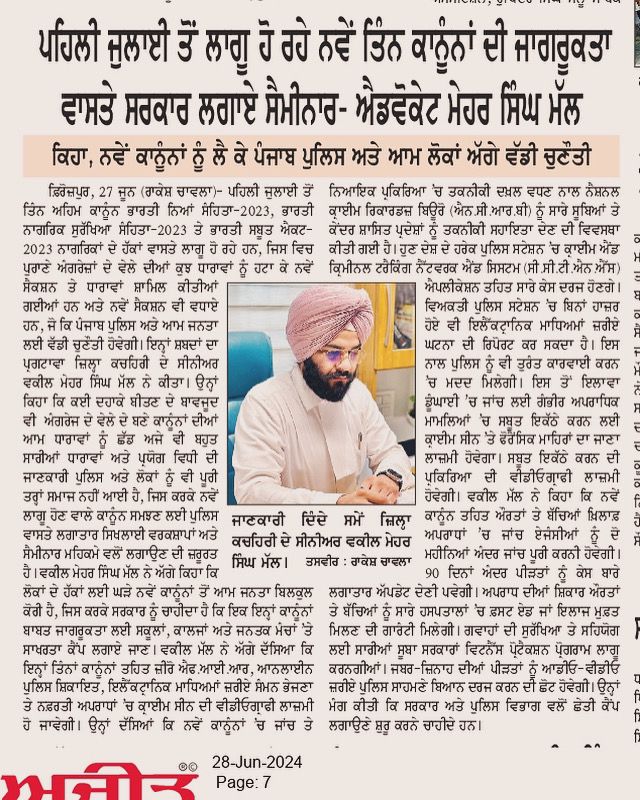 ਪਹਿਲੀ ਜੁਲਾਈ ਤੋਂ ਲਾਗੂ ਹੋ ਰਹੇ ਨਵੇਂ ਤਿੰਨ ਕਾਨੂੰਨਾਂ ਦੀ ਜਾਗਰੂਕਤਾ
ਵਾਸਤੇ ਸਰਕਾਰ ਲਗਾਏ ਸੈਮੀਨਾਰ- ਐਡਵੋਕੇਟ ਮੇਹਰ ਸਿੰਘ ਮੱਲ
ਕਿਹਾ, ਨਵੇਂ ਕਾਨੂੰਨਾਂ ਨੂੰ ਲੈ ਕੇ ਪੰਜਾਬ ਪੁਲਿਸ ਅਤੇ ਆਮ ਲੋਕਾਂ ਅੱਗੇ ਵੱਡੀ ਚੁਣੌਤੀ
ਫ਼ਿਰੋਜ਼ਪੁਰ, 27 ਜੂਨ (ਰਾਕੇਸ਼ ਚਾਵਲਾ)- ਪਹਿਲੀ ਜੁਲਾਈ ਤੋਂ
ਤਿੰਨ ਅਹਿਮ ਕਾਨੂੰਨ ਭਾਰਤੀ ਨਿਆਂ ਸੰਹਿਤਾ-2023, ਭਾਰਤੀ
ਨਾਗਰਿਕ ਸੁਰੱਖਿਆ ਸੰਹਿਤਾ-2023 ਤੇ ਭਾਰਤੀ ਸਬੂਤ ਐਕਟ-
2023 ਨਾਗਰਿਕਾਂ ਦੇ ਹੱਕਾਂ ਵਾਸਤੇ ਲਾਗੂ ਹੋ ਰਹੇ ਹਨ, ਜਿਸ ਵਿਚ
ਪੁਰਾਣੇ ਅੰਗਰੇਜ਼ਾਂ ਦੇ ਵੇਲੇ ਦੀਆਂ ਕੁਝ ਧਾਰਾਵਾਂ ਨੂੰ ਹਟਾ ਕੇ ਨਵੇਂ
ਸੈਕਸ਼ਨ ਤੇ ਧਾਰਾਵਾਂ ਸ਼ਾਮਿਲ ਕੀਤੀਆਂ
ਗਈਆਂ ਹਨ ਅਤੇ ਨਵੇਂ ਸੈਕਸ਼ਨ ਵੀ ਵਧਾਏ
ਹਨ, ਜੋ ਕਿ ਪੰਜਾਬ ਪੁਲਿਸ ਅਤੇ ਆਮ ਜਨਤਾ
ਲਈ ਵੱਡੀ ਚੁਣੌਤੀ ਹੋਵੇਗੀ। ਇਨ੍ਹਾਂ ਸ਼ਬਦਾਂ ਦਾ
ਪ੍ਰਗਟਾਵਾ ਜ਼ਿਲ੍ਹਾ ਕਚਹਿਰੀ ਦੇ ਸੀਨੀਅਰ
ਵਕੀਲ ਮੇਹਰ ਸਿੰਘ ਮੱਲ ਨੇ ਕੀਤਾ। ਉਨ੍ਹਾਂ
ਕਿਹਾ ਕਿ ਕਈ ਦਹਾਕੇ ਬੀਤਣ ਦੇ ਬਾਵਜੂਦ
ਵੀ ਅੰਗਰੇਜ ਦੇ ਵੇਲੇ ਦੇ ਬਣੇ ਕਾਨੂੰਨਾਂ ਦੀਆਂ
ਆਮ ਧਾਰਾਵਾਂ ਨੂੰ ਛੱਡ ਅਜੇ ਵੀ ਬਹੁਤ
ਸਾਰੀਆਂ ਧਾਰਾਵਾਂ ਅਤੇ ਪ੍ਰਯੋਗ ਵਿਧੀ ਦੀ
ਜਾਣਕਾਰੀ ਪੁਲਿਸ ਅਤੇ ਲੋਕਾਂ ਨੂੰ ਵੀ ਪੂਰੀ
ਤਰ੍ਹਾਂ ਸਮਾਜ ਨਹੀਂ ਆਈ ਹੈ, ਜਿਸ ਕਰਕੇ ਨਵੇਂ
ਲਾਗੂ ਹੋਣ ਵਾਲੇ ਕਾਨੂੰਨ ਸਮਝਣ ਲਈ ਪੁਲਿਸ
ਵਾਸਤੇ ਲਗਾਤਾਰ ਸਿਖਲਾਈ ਵਰਕਸ਼ਾਪਾਂ ਅਤੇ
ਸੈਮੀਨਾਰ ਮਹਿਕਮੇ ਵਲੋਂ ਲਗਾਉਣ ਦੀ ਜ਼ਰੂਰਤ
ਹੈ। ਵਕੀਲ ਮੇਹਰ ਸਿੰਘ ਮੱਲ ਨੇ ਅੱਗੇ ਕਿਹਾ ਕਿ
ਲੋਕਾਂ ਦੇ ਹੱਕਾਂ ਲਈ ਘੜੇ ਨਵੇਂ ਕਾਨੂੰਨਾਂ ਤੋਂ ਆਮ ਜਨਤਾ ਬਿਲਕੁਲ
ਕੋਰੀ ਹੈ, ਜਿਸ ਕਰਕੇ ਸਰਕਾਰ ਨੂੰ ਚਾਹੀਦਾ ਹੈ ਕਿ ਇਕ ਇਨ੍ਹਾਂ ਕਾਨੂੰਨਾਂ
ਬਾਬਤ ਜਾਗਰੂਕਤਾ ਲਈ ਸਕੂਲਾਂ, ਕਾਲਜਾਂ ਅਤੇ ਜਨਤਕ ਮੰਚਾਂ 'ਤੇ
ਸਾਖਰਤਾ ਕੈਂਪ ਲਗਾਏ ਜਾਣ। ਵਕੀਲ ਮੱਲ ਨੇ ਅੱਗੇ ਦੱਸਿਆ ਕਿ
ਇਨ੍ਹਾਂ ਤਿੰਨਾਂ ਕਾਨੂੰਨਾਂ ਤਹਿਤ ਜ਼ੀਰੋ ਐਫ.ਆਈ.ਆਰ, ਆਨਲਾਈਨ
ਪੁਲਿਸ ਸ਼ਿਕਾਇਤ, ਇਲੈਕਟ੍ਰਾਨਿਕ ਮਾਧਿਅਮਾਂ ਜ਼ਰੀਏ ਸੰਮਨ ਭੇਜਣਾ
ਤੇ ਨਫ਼ਰਤੀ ਅਪਰਾਧਾਂ 'ਚ ਕ੍ਰਾਈਮ ਸੀਨ ਦੀ ਵੀਡੀਓਗ੍ਰਾਫੀ ਲਾਜ਼ਮੀ
ਹੋ ਜਾਵੇਗੀ। ਉਨ੍ਹਾਂ ਦੱਸਿਆਂ ਕਿ ਨਵੇਂ ਕਾਨੂੰਨਾਂ 'ਚ ਜਾਂਚ ਤੇ
ਜਾਣਕਾਰੀ ਦਿੰਦੇ ਸਮੇਂ ਜ਼ਿਲ੍ਹਾ
ਕਚਹਿਰੀ ਦੇ ਸੀਨੀਅਰ ਵਕੀਲ ਮੇਹਰ
ਸਿੰਘ ਮੱਲ। ਤਸਵੀਰ : ਰਾਕੇਸ਼ ਚਾਵਲਾ
ਨਿਆਇਕ ਪ੍ਰਕਿਰਿਆ 'ਚ ਤਕਨੀਕੀ ਦਖ਼ਲ ਵਧਣ ਨਾਲ ਨੈਸ਼ਨਲ
ਕ੍ਰਾਈਮ ਰਿਕਾਰਡਜ਼ ਬਿਊਰੋ (ਐਨ.ਸੀ.ਆਰ.ਬੀ) ਨੂੰ ਸਾਰੇ ਸੂਬਿਆਂ ਤੇ
ਕੇਂਦਰ ਸ਼ਾਸਿਤ ਪ੍ਰਦੇਸ਼ਾਂ ਨੂੰ ਤਕਨੀਕੀ ਸਹਾਇਤਾ ਦੇਣ ਦੀ ਵਿਵਸਥਾ
ਕੀਤੀ ਗਈ ਹੈ। ਹੁਣ ਦੇਸ਼ ਦੇ ਹਰੇਕ ਪੁਲਿਸ ਸਟੇਸ਼ਨ 'ਚ ਕ੍ਰਾਈਮ ਐਂਡ
ਕ੍ਰਿਮੀਨਲ ਟਰੈਕਿੰਗ ਨੈੱਟਵਰਕ ਐਂਡ ਸਿਸਟਮ (ਸੀ.ਸੀ.ਟੀ.ਐਨ ਐੱਸ)
ਐਪਲੀਕੇਸ਼ਨ ਤਹਿਤ ਸਾਰੇ ਕੇਸ ਦਰਜ ਹੋਣਗੇ।
ਵਿਅਕਤੀ ਪੁਲਿਸ ਸਟੇਸ਼ਨ 'ਚ ਬਿਨਾਂ ਹਾਜ਼ਰ
ਹੋਏ ਵੀ ਇਲੈੱਕਟ੍ਰਾਨਿਕ ਮਾਧਿਅਮਾਂ ਜ਼ਰੀਏ
ਘਟਨਾ ਦੀ ਰਿਪੋਰਟ ਕਰ ਸਕਦਾ ਹੈ। ਇਸ
ਨਾਲ ਪੁਲਿਸ ਨੂੰ ਵੀ ਤੁਰੰਤ ਕਾਰਵਾਈ ਕਰਨ
'ਚ ਮਦਦ ਮਿਲੇਗੀ। ਇਸ ਤੋਂ ਇਲਾਵਾ
ਡੂੰਘਾਈ 'ਚ ਜਾਂਚ ਲਈ ਗੰਭੀਰ ਅਪਰਾਧਿਕ
ਮਾਮਲਿਆਂ 'ਚ ਸਬੂਤ ਇਕੱਠੇ ਕਰਨ ਲਈ
ਕ੍ਰਾਈਮ ਸੀਨ 'ਤੇ ਫੋਰੈਂਸਿਕ ਮਾਹਿਰਾਂ ਦਾ ਜਾਣਾ
ਲਾਜ਼ਮੀ ਹੋਵੇਗਾ। ਸਬੂਤ ਇਕੱਠੇ ਕਰਨ ਦੀ
ਪ੍ਰਕਿਰਿਆ ਦੀ ਵੀਡੀਓਗ੍ਰਾਫੀ ਲਾਜ਼ਮੀ
ਹੋਵੇਗੀ। ਵਕੀਲ ਮੱਲ ਨੇ ਕਿਹਾ ਕਿ ਨਵੇਂ
ਕਾਨੂੰਨ ਤਹਿਤ ਔਰਤਾਂ ਤੇ ਬੱਚਿਆਂ ਖ਼ਿਲਾਫ਼
ਅਪਰਾਧਾਂ 'ਚ ਜਾਂਚ ਏਜੰਸੀਆਂ ਨੂੰ ਦੋ
ਮਹੀਨਿਆਂ ਅੰਦਰ ਜਾਂਚ ਪੂਰੀ ਕਰਨੀ ਹੋਵੇਗੀ।
90 ਦਿਨਾਂ ਅੰਦਰ ਪੀੜਤਾਂ ਨੂੰ ਕੇਸ ਬਾਰੇ
ਲਗਾਤਾਰ ਅੱਪਡੇਟ ਦੇਣੀ ਪਵੇਗੀ। ਅਪਰਾਧ ਦੀਆਂ ਸ਼ਿਕਾਰ ਔਰਤਾਂ
ਤੇ ਬੱਚਿਆਂ ਨੂੰ ਸਾਰੇ ਹਸਪਤਾਲਾਂ 'ਚ ਫ਼ਸਟ ਏਡ ਜਾਂ ਇਲਾਜ ਮੁਫ਼ਤ
ਮਿਲਣ ਦੀ ਗਾਰੰਟੀ ਮਿਲੇਗੀ। ਗਵਾਹਾਂ ਦੀ ਸੁਰੱਖਿਆ ਤੇ ਸਹਿਯੋਗ
ਲਈ ਸਾਰੀਆਂ ਸੂਬਾ ਸਰਕਾਰਾਂ ਵਿਟਨੈੱਸ ਪ੍ਰੋਟੈਕਸ਼ਨ ਪ੍ਰੋਗਰਾਮ ਲਾਗੂ
ਕਰਨਗੀਆਂ। ਜਬਰ-ਜ਼ਿਨਾਹ ਦੀਆਂ ਪੀੜਤਾਂ ਨੂੰ ਆਡੀਓ-ਵੀਡੀਓ
ਜ਼ਰੀਏ ਪੁਲਿਸ ਸਾਹਮਣੇ ਬਿਆਨ ਦਰਜ ਕਰਨ ਦੀ ਛੋਟ ਹੋਵੇਗੀ। ਉਨ੍ਹਾਂ
ਮੰਗ ਕੀਤੀ ਕਿ ਸਰਕਾਰ ਅਤੇ ਪੁਲਿਸ ਵਿਭਾਗ ਵਲੋਂ ਛੇਤੀ ਕੈਂਪ
ਲਗਾਉਣੇ ਸ਼ੁਰੂ ਕਰਨੇ ਚਾਹੀਦੇ ਹਨ।
ਅਜੀਤ ®©
28-Jun-2024
Page: 7